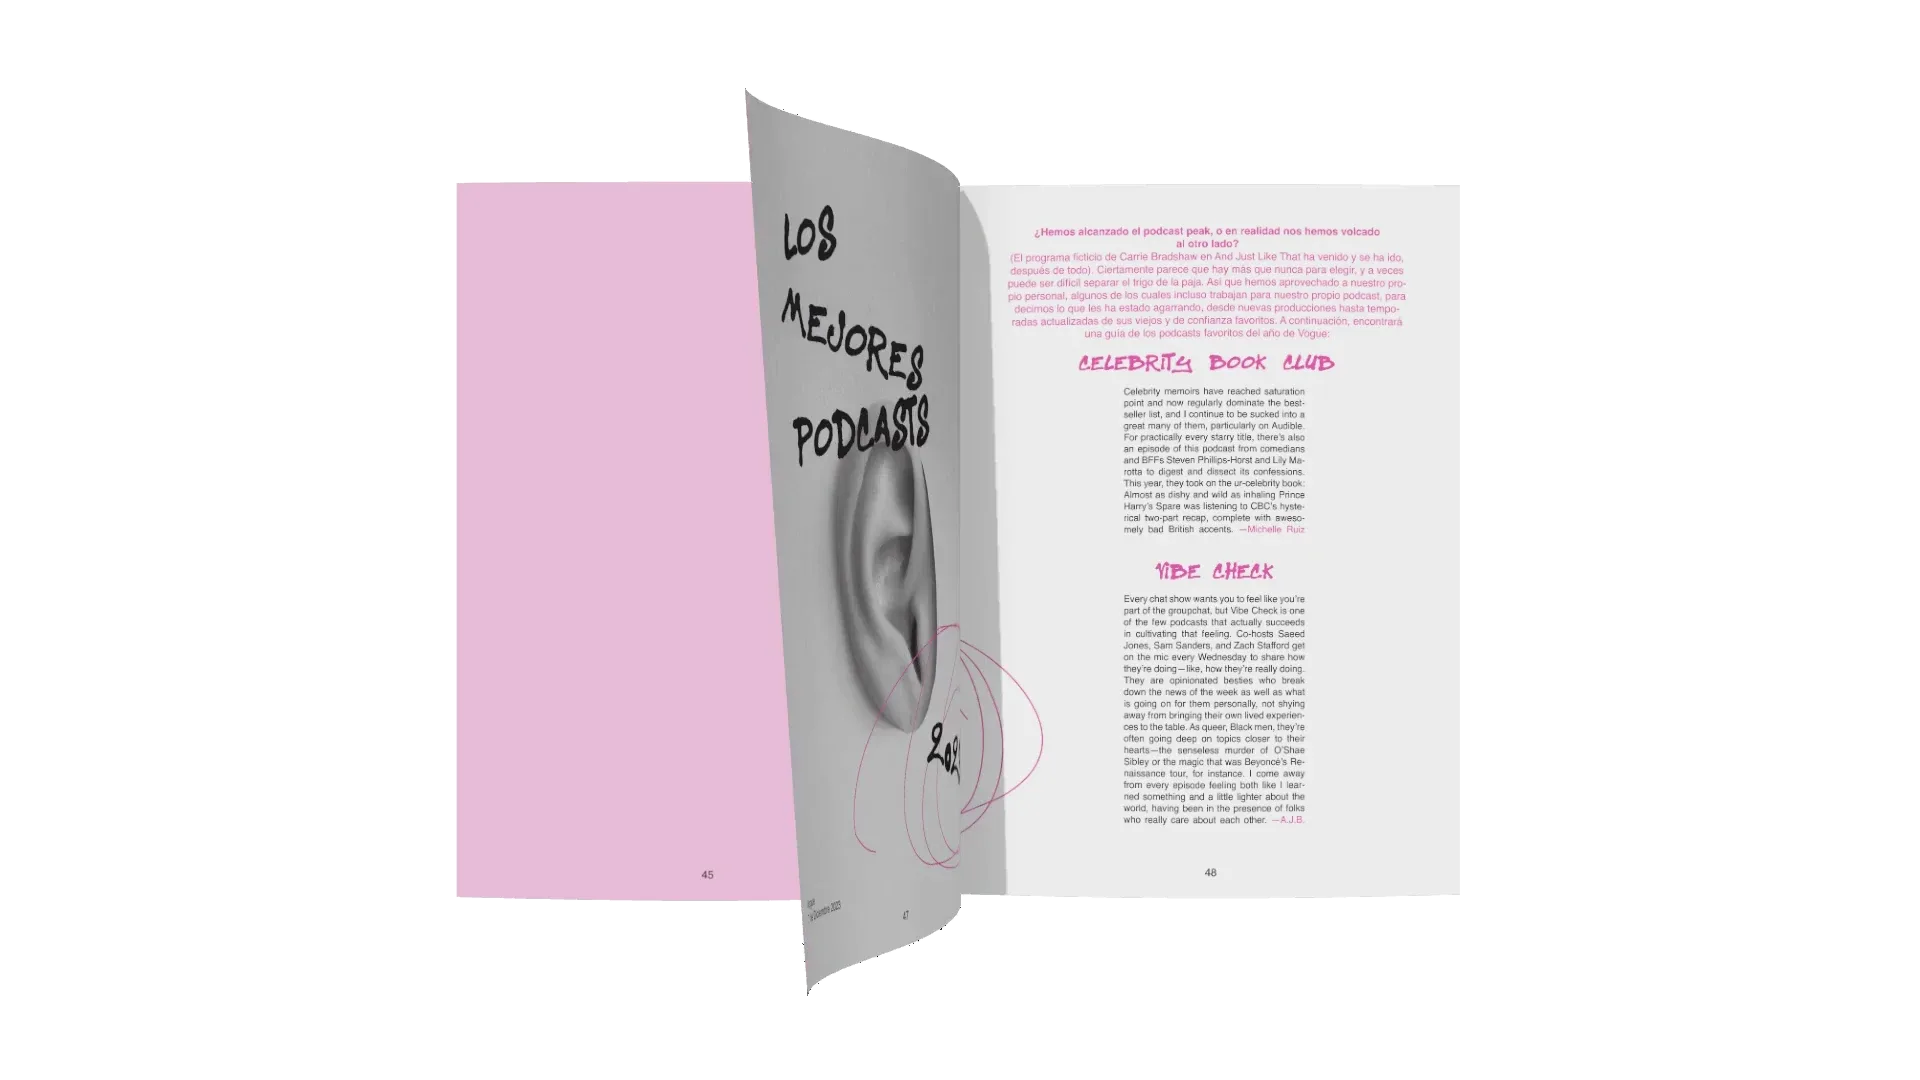 45
LOS
MEJORES
PODCASTS
Diciembre 2023
47
¿Hemos alcanzado el podcast peak, o en realidad nos hemos volcado
al otro lado?
(El programa ficticio de Carrie Bradshaw en And Just Like That ha venido y se ha ido,
después de todo). Ciertamente parece que hay más que nunca para elegir, y a veces
puede ser difícil separar el trigo de la paja. Así que hemos aprovechado a nuestro pro-
pio personal, algunos de los cuales incluso trabajan para nuestro propio podcast, para
decirnos lo que les ha estado agarrando, desde nuevas producciones hasta tempo-
radas actualizadas de sus viejos y de confianza favoritos. A continuación, encontrará
una guía de los podcasts favoritos del año de Vogue:
CELEBRITY BOOK CLUB
Celebrity memoirs have reached saturation
point and now regularly dominate the best-
seller list, and I continue to be sucked into a
great many of them, particularly on Audible.
For practically every starry title, there's also
an episode of this podcast from comedians
and BFFs Steven Phillips-Horst and Lily Ma-
rotta to digest and dissect its confessions.
This year, they took on the ur-celebrity book:
Almost as dishy and wild as inhaling Prince
Harry's Spare was listening to CBC's hyste-
rical two-part recap, complete with aweso-
mely bad British accents. —Michelle Ruiz
VIBE CHECK
Every chat show wants you to feel like you're
part of the groupchat, but Vibe Check is one
of the few podcasts that actually succeeds
in cultivating that feeling. Co-hosts Saeed
Jones, Sam Sanders, and Zach Stafford get
on the mic every Wednesday to share how
they're doing—like, how they're really doing.
They are opinionated besties who break
down the news of the week as well as what
is going on for them personally, not shying
away from bringing their own lived experien-
ces to the table. As queer, Black men, they're
often going deep on topics closer to their
hearts—the senseless murder of O'Shae
Sibley or the magic that was Beyoncé's Re-
naissance tour, for instance. I come away
from every episode feeling both like I lear-
ned something and a little lighter about the
world, having been in the presence of folks
who really care about each other. —A.J.B.
48